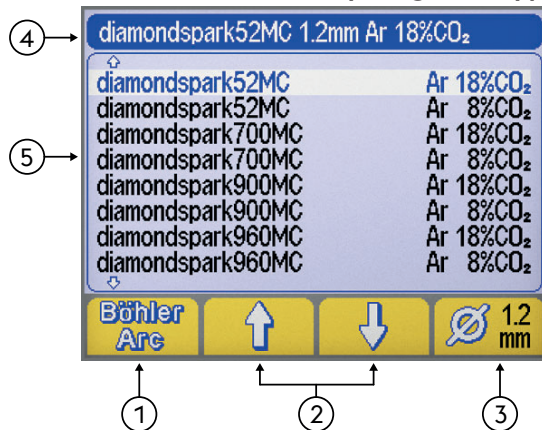 ④ diamondspark52MC 1.2mm Ar 18%CO₂
diamondspark52MC Ar 18%CO₂
diamondspark52MC Ar 8%CO₂
⑤ diamondspark700MC Ar 18%CO₂
diamondspark700MC Ar 8%CO₂
diamondspark900MC Ar 18%CO₂
diamondspark900MC Ar 8%CO₂
diamondspark960MC Ar 18%CO₂
diamondspark960MC Ar 8%CO₂
Böhler
Arc
Ø 1.2
mm
① ② ③